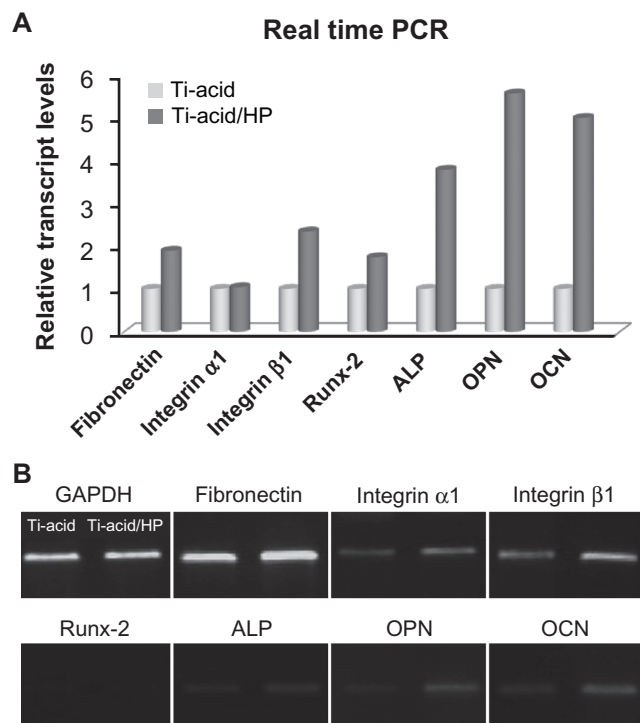 A
Real time PCR
Relative transcript levels
6
5
4
3
2
1
0
Ti-acid
Ti-acid/HP
Fibronectin
Integrin α1
Integrin β1
Runx-2
ALP
OPN
OCN
B
GAPDH
Fibronectin
Integrin α1
Integrin β1
Ti-acid
Ti-acid/HP
Runx-2
ALP
OPN
OCN